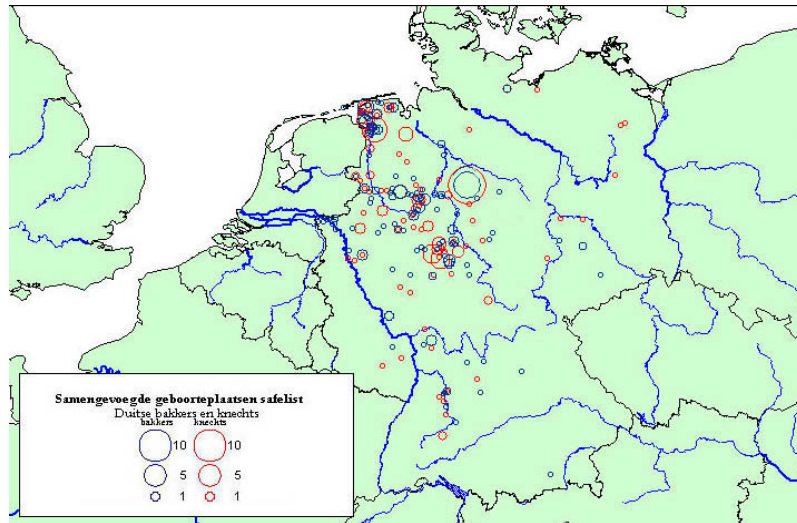 Samengevoegde geboorteplaatsen safelist
Duitse bakkers en knechts
bakkers knechts
10 10
5 5
1 1